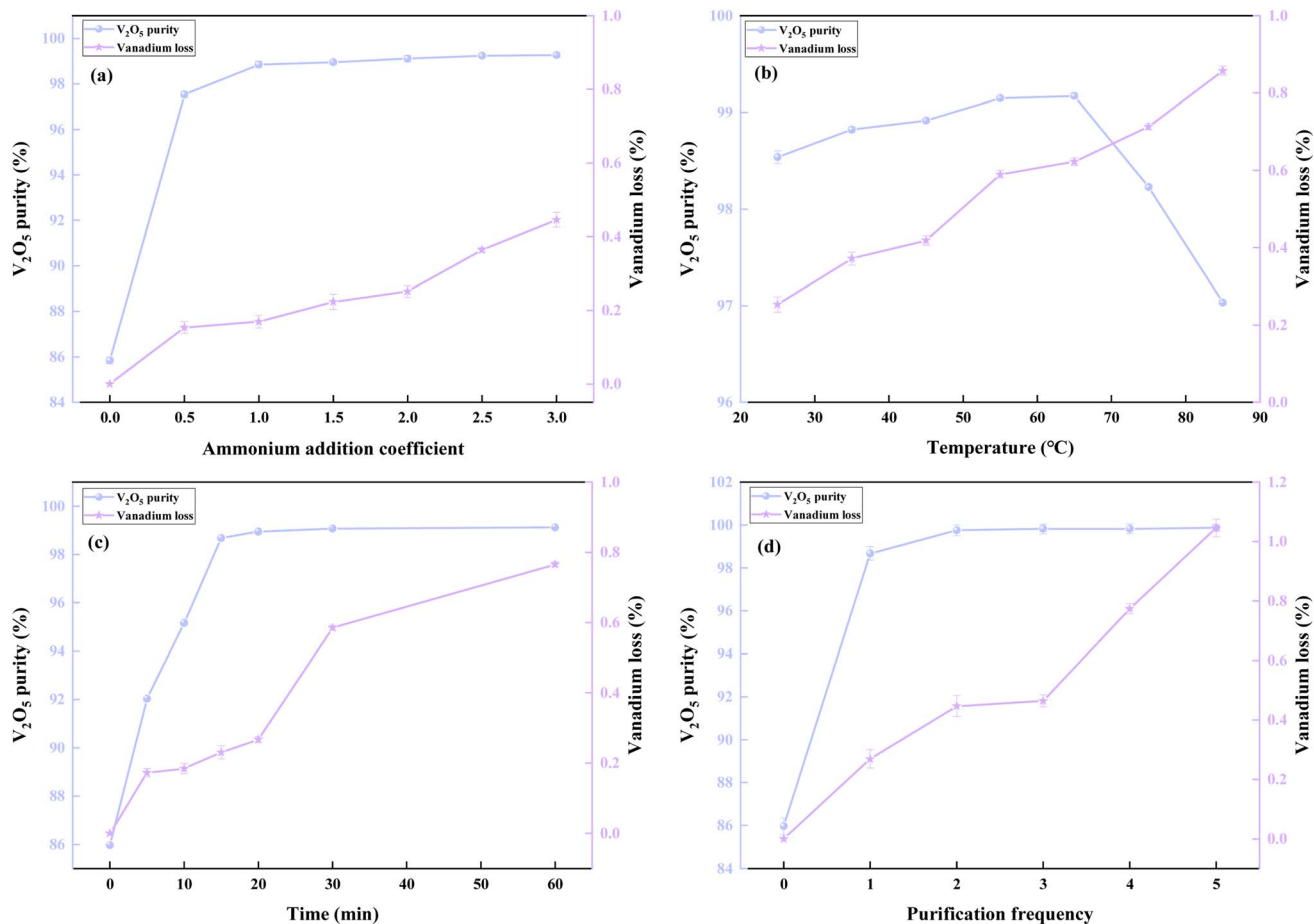 V2O5 purity
Vanadium loss
(a)
100
98
96
94
92
90
88
86
84
V2O5 purity (%)
1.0
0.8
0.6
0.4
0.2
0.0
Vanadium loss (%)
0.0 0.5 1.0 1.5 2.0 2.5 3.0
Ammonium addition coefficient
V2O5 purity
Vanadium loss
(b)
100
99
98
97
96
V2O5 purity (%)
1.0
0.8
0.6
0.4
0.2
0.0
Vanadium loss (%)
20 30 40 50 60 70 80 90
Temperature (℃)
V2O5 purity
Vanadium loss
(c)
100
98
96
94
92
90
88
86
V2O5 purity (%)
1.0
0.8
0.6
0.4
0.2
0.0
Vanadium loss (%)
0 10 20 30 40 50 60
Time (min)
V2O5 purity
Vanadium loss
(d)
102
100
98
96
94
92
90
88
86
84
V2O5 purity (%)
1.2
1.0
0.8
0.6
0.4
0.2
0.0
Vanadium loss (%)
0 1 2 3 4 5
Purification frequency